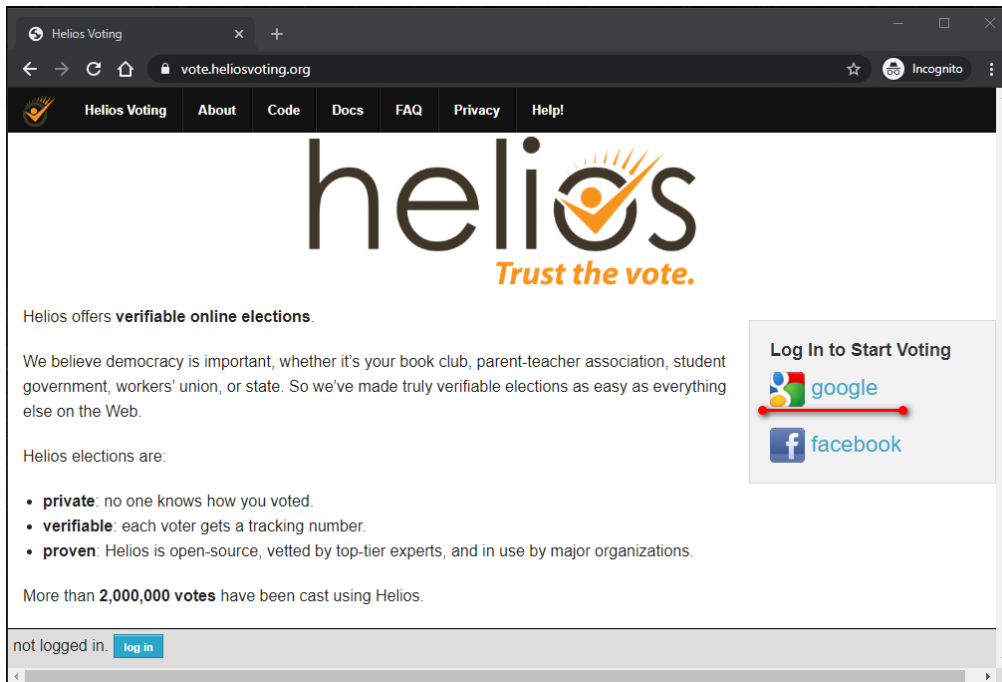 Helios Voting
vote.heliosvoting.org
Incognito
Helios Voting About Code Docs FAQ Privacy Help!
helios
Trust the vote.
Helios offers verifiable online elections.
We believe democracy is important, whether it's your book club, parent-teacher association, student
government, workers' union, or state. So we've made truly verifiable elections as easy as everything
else on the Web.
Helios elections are:
• private: no one knows how you voted.
• verifiable: each voter gets a tracking number.
• proven: Helios is open-source, vetted by top-tier experts, and in use by major organizations.
More than 2,000,000 votes have been cast using Helios.
Log In to Start Voting
google
facebook
not logged in. log in